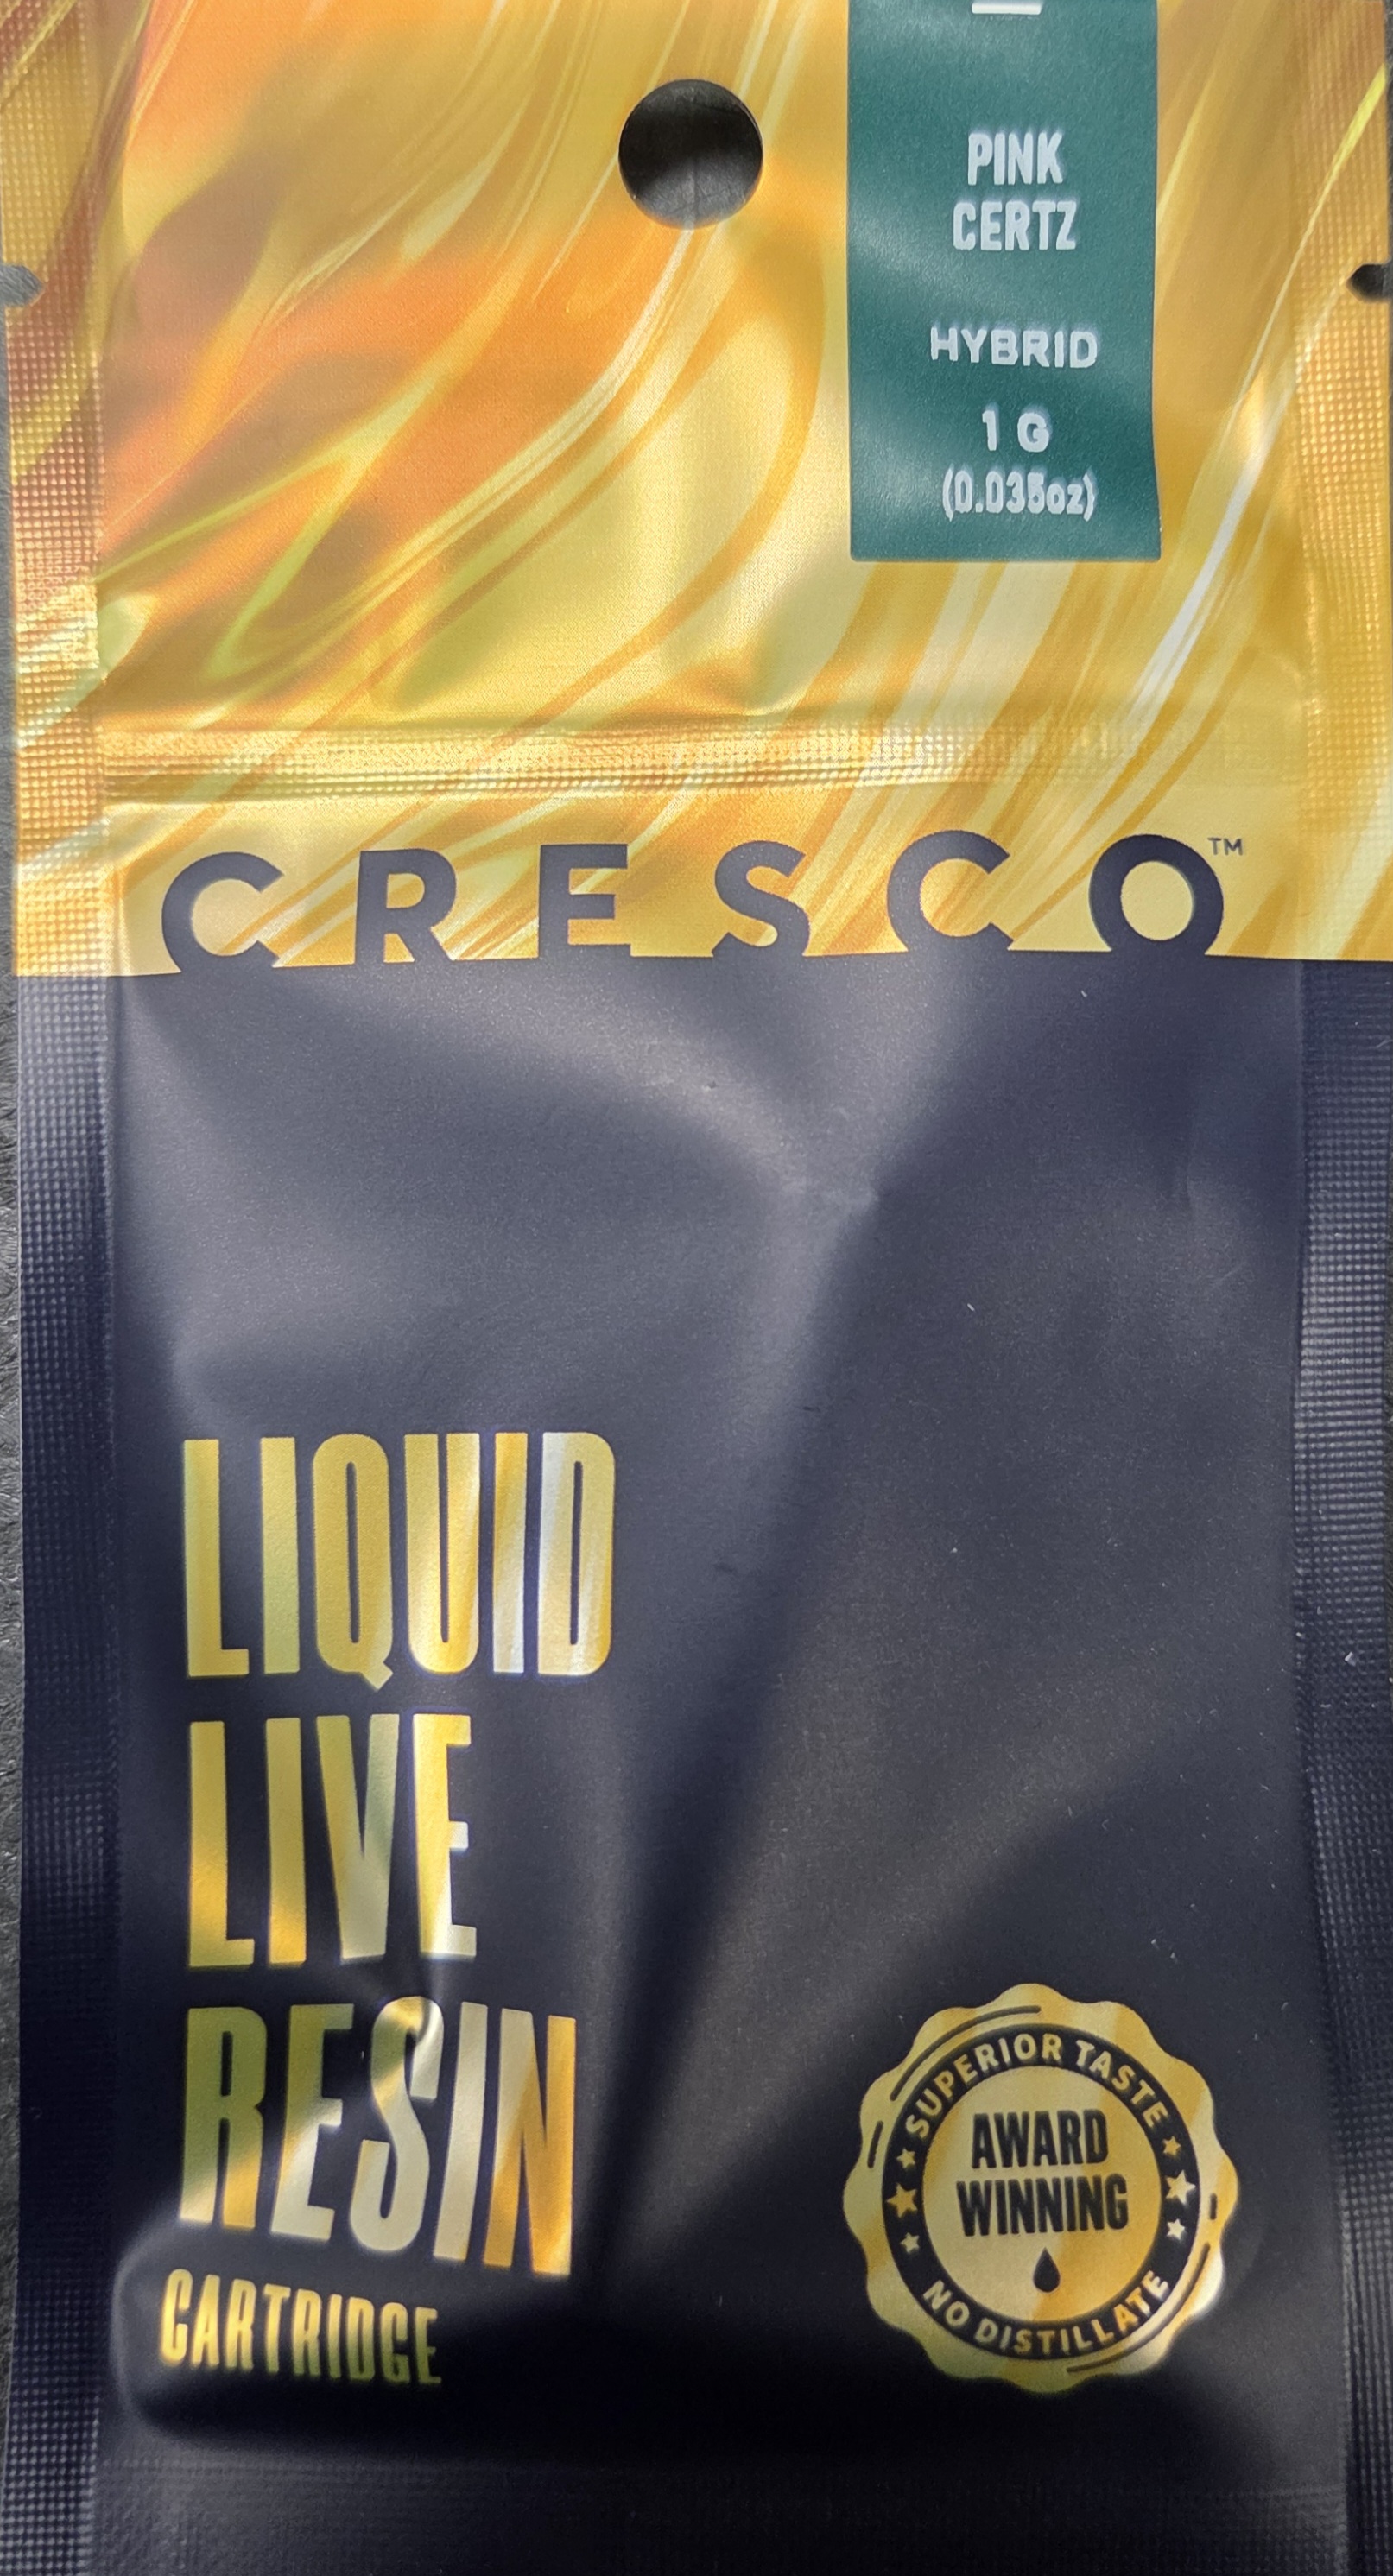 PINK
CERTZ
HYBRID
1 G
(0.035oz)
CRESCO™
LIQUID
LIVE
RESIN
CARTRIDGE
SUPERIOR TASTE
AWARD
WINNING
NO DISTILLATE